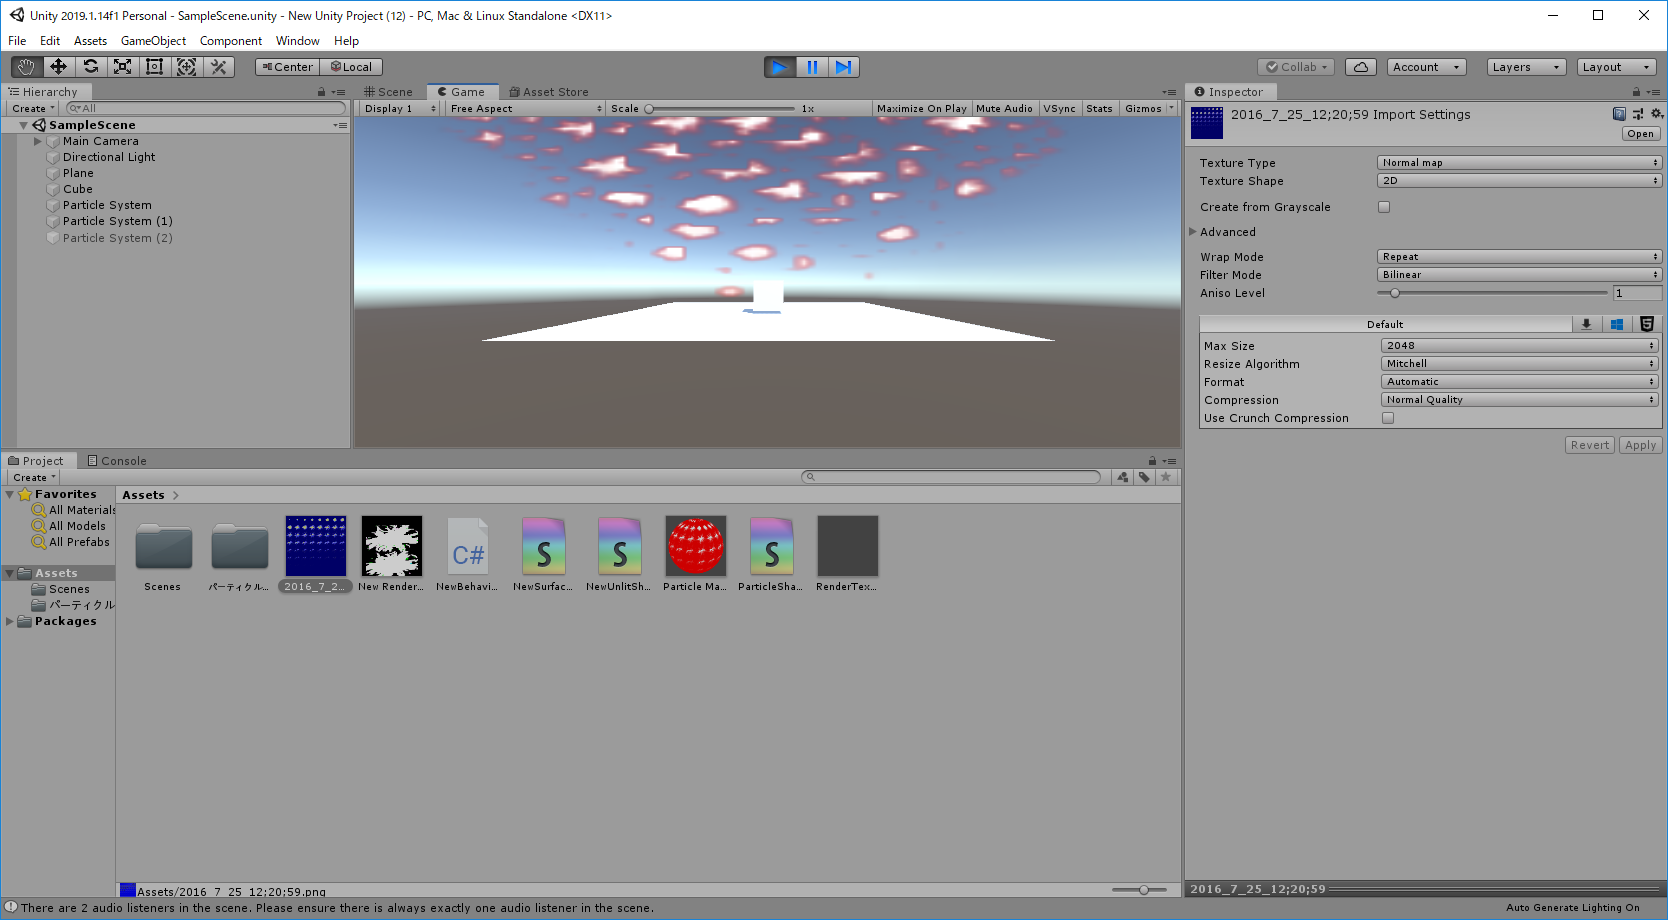 Unity 2019.1.14f1 Personal - SampleScene.unity - New Unity Project (12) - PC, Mac & Linux Standalone <DX11>
File Edit Assets GameObject Component Window Help
Center Local Collab Account Layers Layout
Hierarchy
Create All
SampleScene
Main Camera
Directional Light
Plane
Cube
Particle System
Particle System (1)
Particle System (2)
Scene Game Asset Store
Display 1 Free Aspect Scale 1x Maximize On Play Mute Audio VSync Stats Gizmos
Inspector
2016_7_25_12;20;59 Import Settings
Open
Texture Type Normal map
Texture Shape 2D
Create from Grayscale
Advanced
Wrap Mode Repeat
Filter Mode Bilinear
Aniso Level 1
Default
Max Size 2048
Resize Algorithm Mitchell
Format Automatic
Compression Normal Quality
Use Crunch Compression
Revert Apply
Project Console
Create
Favorites
All Materials
All Models
All Prefabs
Assets
Scenes
パーティクル
Packages
Assets
C#
S S S
Scenes パーティクル... 2016_7_2... New Render... NewBehavi... NewSurfac... NewUnlitSh... Particle Ma... ParticleSha... RenderTex...
Assets/2016_7_25_12;20;59.png
2016_7_25_12;20;59
There are 2 audio listeners in the scene. Please ensure there is always exactly one audio listener in the scene.
Auto Generate Lighting On